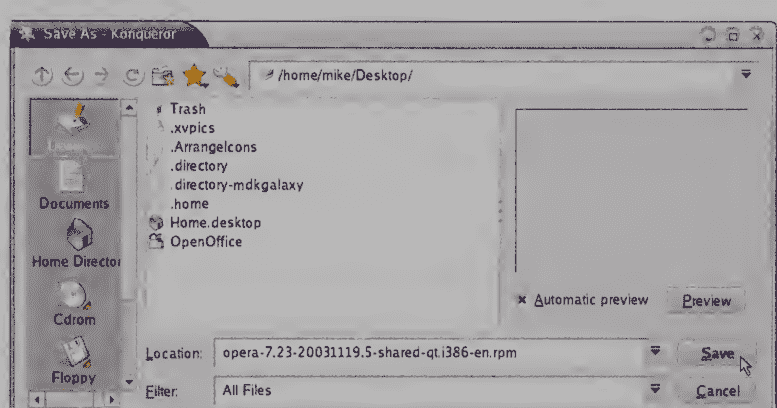 Save As - Konqueror
/home/mike/Desktop/
Trash
.xvpics
.ArrangeIcons
.directory
.directory-mdkgalaxy
.home
Home.desktop
OpenOffice
Desktop
Documents
Home Director
Cdrom
Floppy
Automatic preview
Preview
Location: opera-7.23-20031119.5-shared-qt.i386-en.rpm
Save
Filter: All Files
Cancel